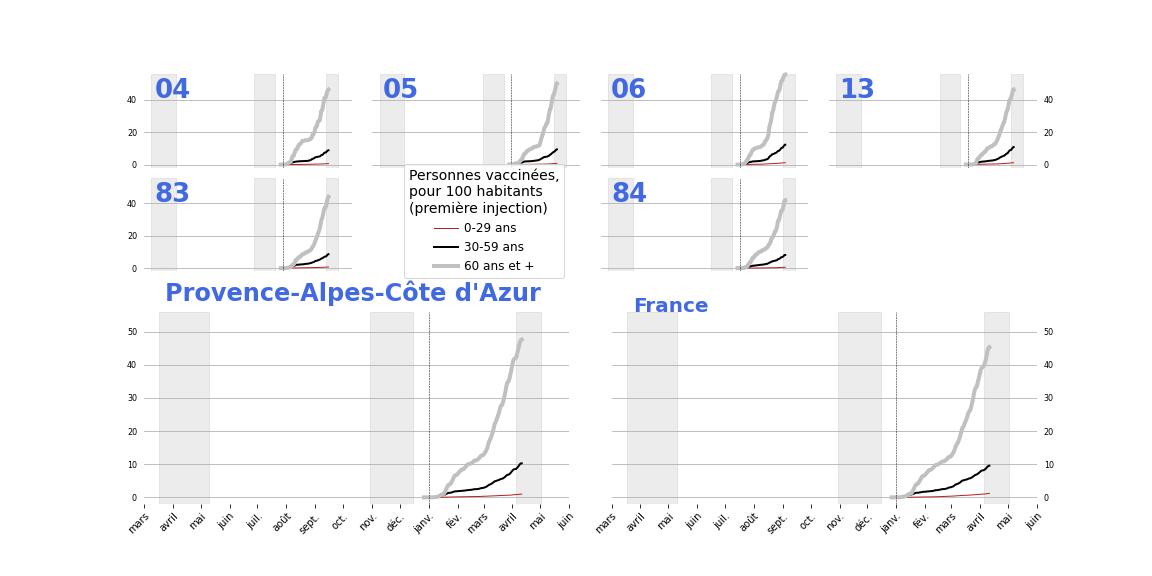 04
05
06
13
40
20
0
40
20
0
83
84
40
20
0
Personnes vaccinées,
pour 100 habitants
(première injection)
0-29 ans
30-59 ans
60 ans et +
Provence-Alpes-Côte d'Azur
France
50
40
30
20
10
0
50
40
30
20
10
0
mars avril mai juin juil. août sept. oct. nov. déc. janv. fév. mars avril mai juin
mars avril mai juin juil. août sept. oct. nov. déc. janv. fév. mars avril mai juin